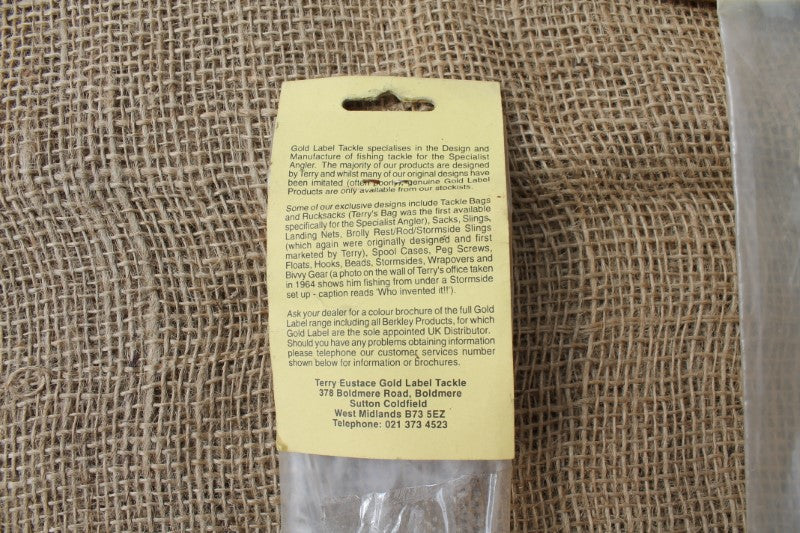 Gold Label Tackle specialises in the Design and
Manufacture of fishing tackle for the Specialist
Angler. The majority of our products are designed
by Terry and whilst many of our original designs have
been imitated (often poorly), genuine Gold Label
Products are only available from our stockists.
Some of our exclusive designs include Tackle Bags
and Rucksacks (Terry's Bag was the first available
specifically for the Specialist Angler), Sacks, Slings,
Landing Nets, Brolly Rest/Rod/Stormside Slings
(which again were originally designed and first
marketed by Terry), Spool Cases, Peg Screws,
Floats, Hooks, Beads, Stormsides, Wrapovers and
Bivvy Gear (a photo on the wall of Terry's office taken
in 1964 shows him fishing from under a Stormside
set up - caption reads 'Who invented it!!').
Ask your dealer for a colour brochure of the full Gold
Label range including all Berkley Products, for which
Gold Label are the sole appointed UK Distributor.
Should you have any problems obtaining information
please telephone our customer services number
shown below for information or brochures.
Terry Eustace Gold Label Tackle
378 Boldmere Road, Boldmere
Sutton Coldfield
West Midlands B73 5EZ
Telephone: 021 373 4523